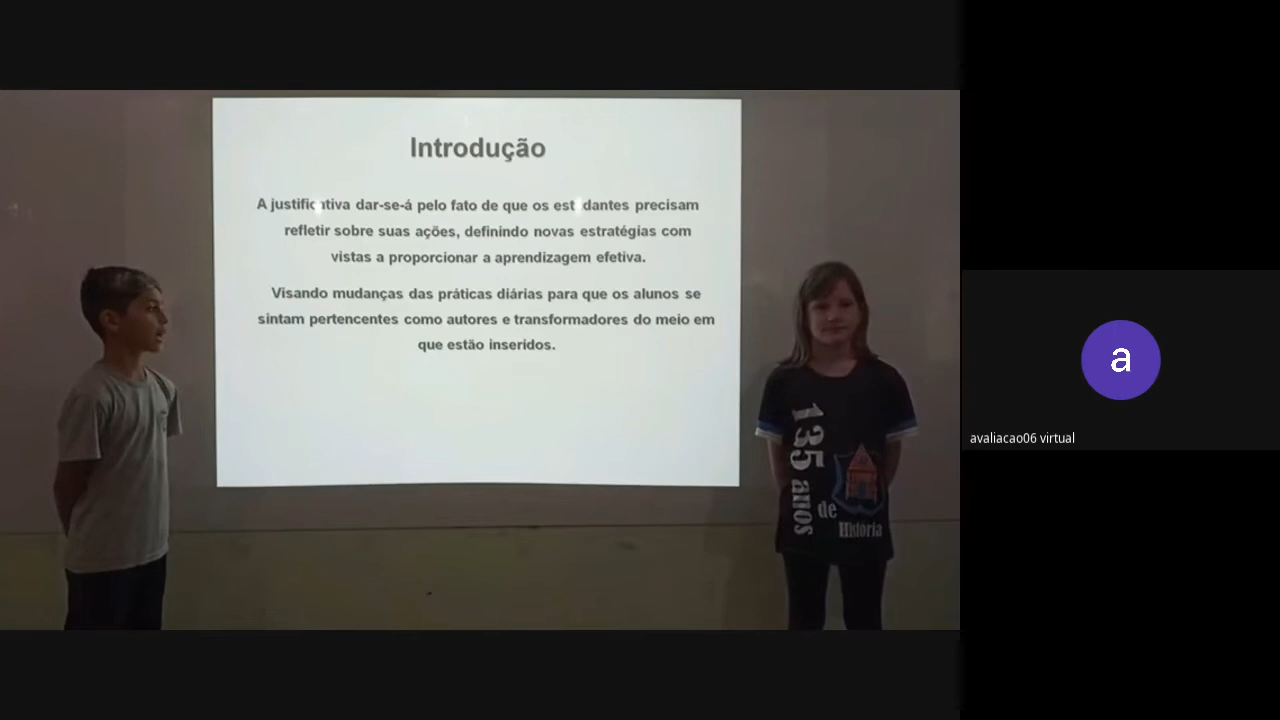 Introdução
A justificativa dar-se-á pelo fato de que os estudantes precisam
refletir sobre suas ações, definindo novas estratégias com
vistas a proporcionar a aprendizagem efetiva.
Visando mudanças das práticas diárias para que os alunos se
sintam pertencentes como autores e transformadores do meio em
que estão inseridos.
135 anos
de
História
a
avaliacao06 virtual